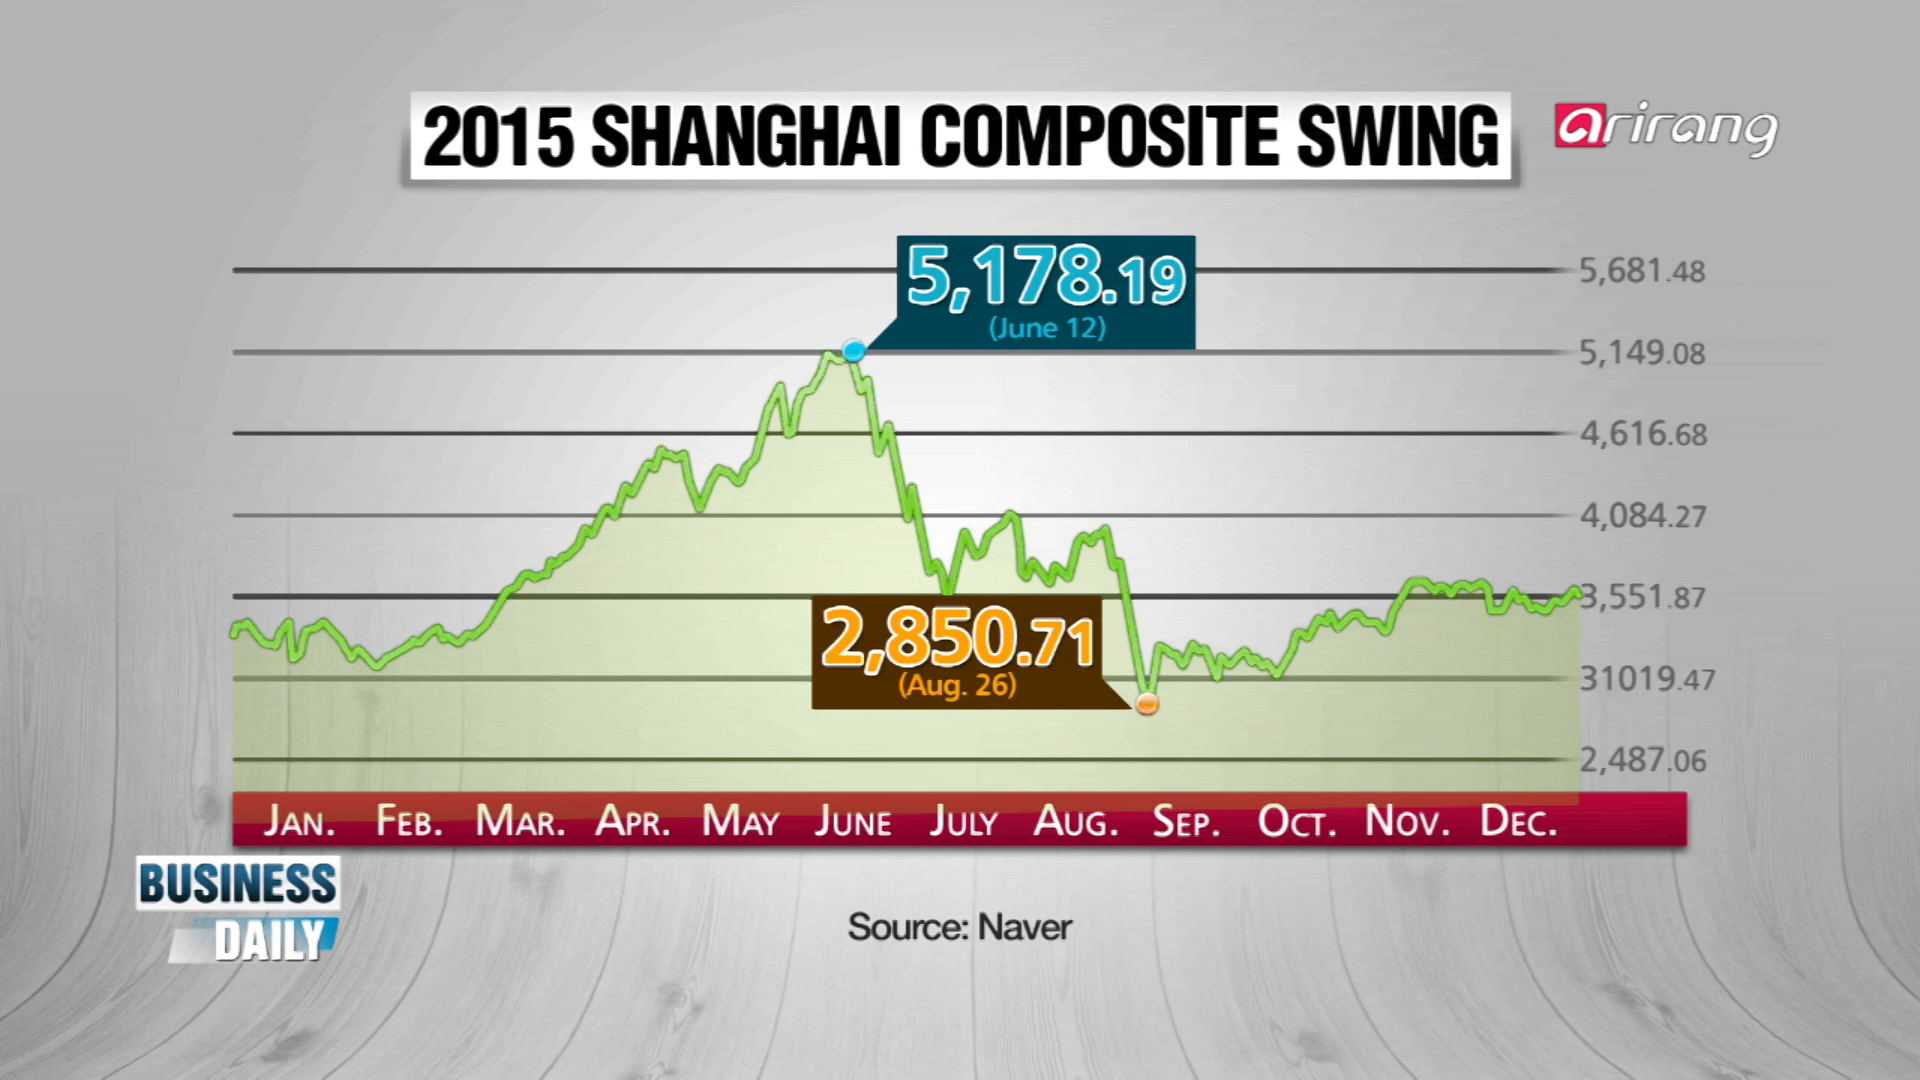 2015 SHANGHAI COMPOSITE SWING
arirang
5,178.19
(June 12)
5,681.48
5,149.08
4,616.68
4,084.27
3,551.87
2,850.71
(Aug. 26)
31019.47
2,487.06
JAN. FEB. MAR. APR. MAY JUNE JULY AUG. SEP. OCT. NOV. DEC.
BUSINESS
DAILY
Source: Naver